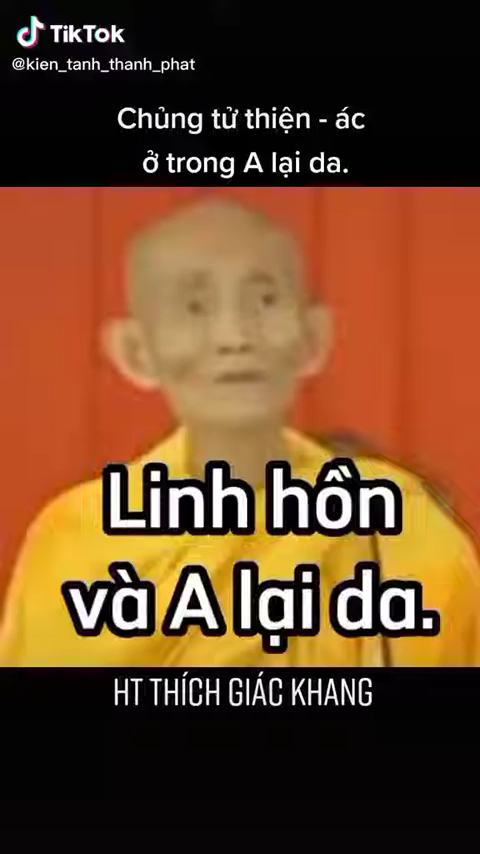 TikTok
@kien_tanh_thanh_phat
Chủng tử thiện - ác
ở trong A lại da.
Linh hồn
và A lại da.
HT THÍCH GIÁC KHANG